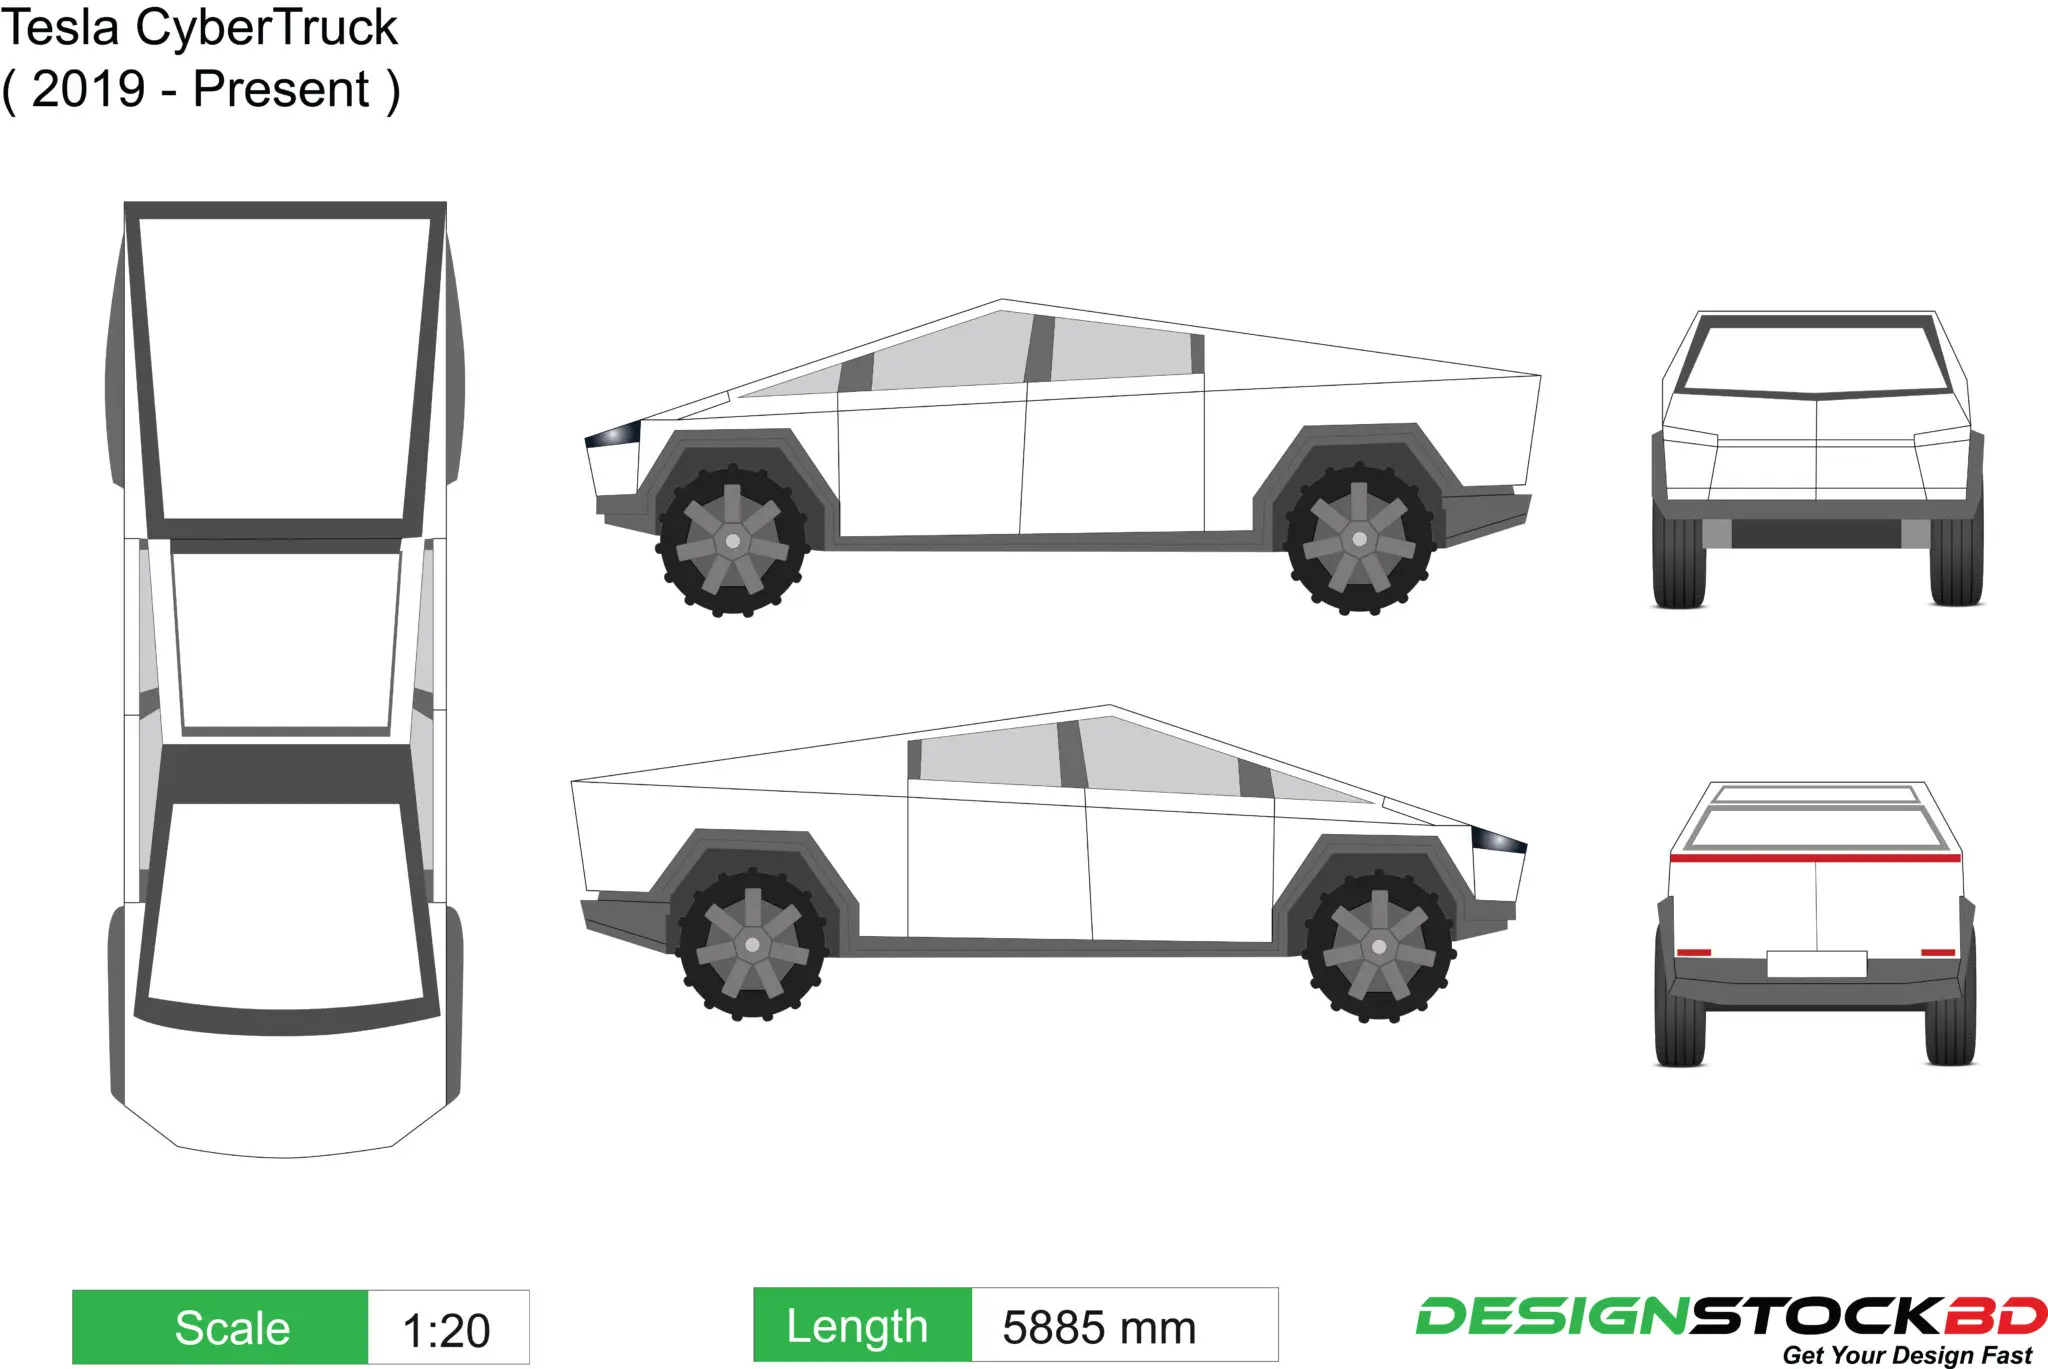 Tesla CyberTruck
( 2019 - Present )
Scale 1:20
Length 5885 mm
DESIGNSTOCKBD
Get Your Design Fast